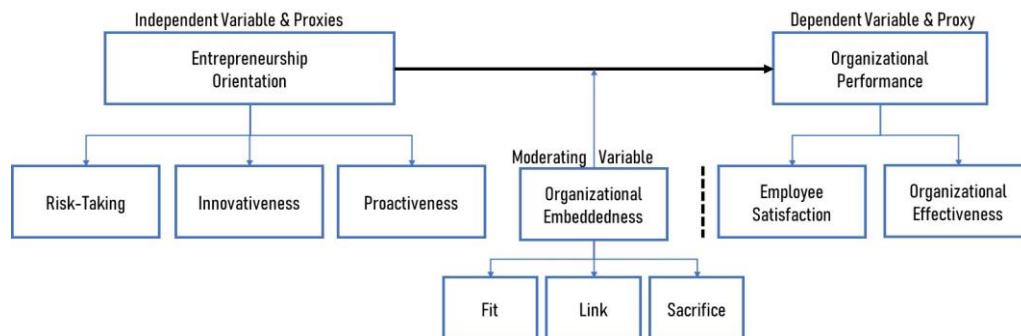 Independent Variable & Proxies
Dependent Variable & Proxy
Entrepreneurship
Orientation
Organizational
Performance
Moderating Variable
Risk-Taking
Innovativeness
Proactiveness
Organizational
Embeddedness
Employee
Satisfaction
Organizational
Effectiveness
Fit
Link
Sacrifice